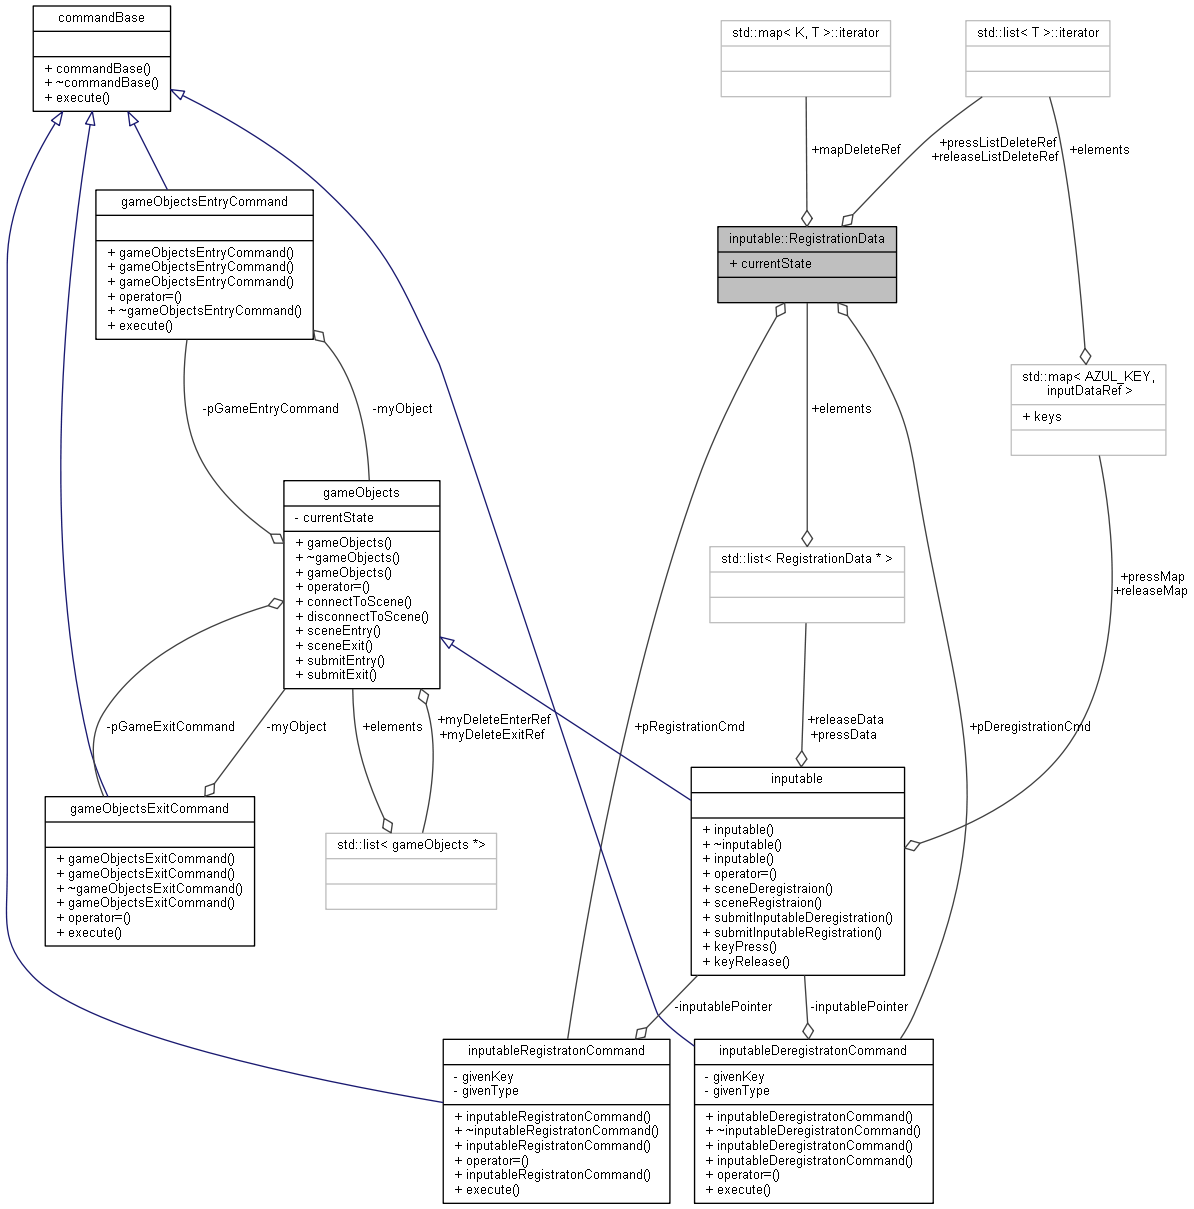 commandBase
+ commandBase()
+ ~commandBase()
+ execute()
std::map< K, T >::iterator
std::list< T >::iterator
+mapDeleteRef
+pressListDeleteRef
+releaseListDeleteRef
+elements
gameObjectsEntryCommand
+ gameObjectsEntryCommand()
+ gameObjectsEntryCommand()
+ gameObjectsEntryCommand()
+ operator=()
+ ~gameObjectsEntryCommand()
+ execute()
inputable::RegistrationData
+ currentState
std::map< AZUL_KEY,
inputDataRef >
+ keys
-pGameEntryCommand
-myObject
+elements
gameObjects
- currentState
+ gameObjects()
+ ~gameObjects()
+ gameObjects()
+ operator=()
+ connectToScene()
+ disconnectToScene()
+ sceneEntry()
+ sceneExit()
+ submitEntry()
+ submitExit()
std::list< RegistrationData * >
+pressMap
+releaseMap
-pGameExitCommand
-myObject
+elements
+myDeleteEnterRef
+myDeleteExitRef
+pRegistrationCmd
+releaseData
+pressData
+pDeregistrationCmd
gameObjectsExitCommand
+ gameObjectsExitCommand()
+ gameObjectsExitCommand()
+ ~gameObjectsExitCommand()
+ gameObjectsExitCommand()
+ operator=()
+ execute()
std::list< gameObjects *>
inputable
+ inputable()
+ ~inputable()
+ inputable()
+ operator=()
+ sceneDeregistraion()
+ sceneRegistraion()
+ submitInputableDeregistration()
+ submitInputableRegistration()
+ keyPress()
+ keyRelease()
-inputablePointer
-inputablePointer
inputableRegistratonCommand
- givenKey
- givenType
+ inputableRegistratonCommand()
+ ~inputableRegistratonCommand()
+ inputableRegistratonCommand()
+ operator=()
+ inputableRegistratonCommand()
+ execute()
inputableDeregistratonCommand
- givenKey
- givenType
+ inputableDeregistratonCommand()
+ ~inputableDeregistratonCommand()
+ inputableDeregistratonCommand()
+ inputableDeregistratonCommand()
+ operator=()
+ execute()